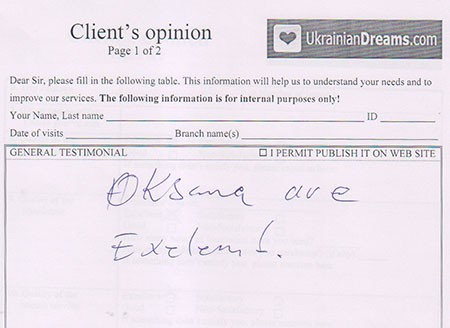 Client's opinion
Page 1 of 2
UkrainianDreams.com
Dear Sir, please fill in the following table. This information will help us to understand your needs and to
improve our services. The following information is for internal purposes only!
Your Name, Last name ID
Date of visits Branch name(s)
GENERAL TESTIMONIAL ☐ I PERMIT PUBLISH IT ON WEB SITE
Oksana are
Exelent.